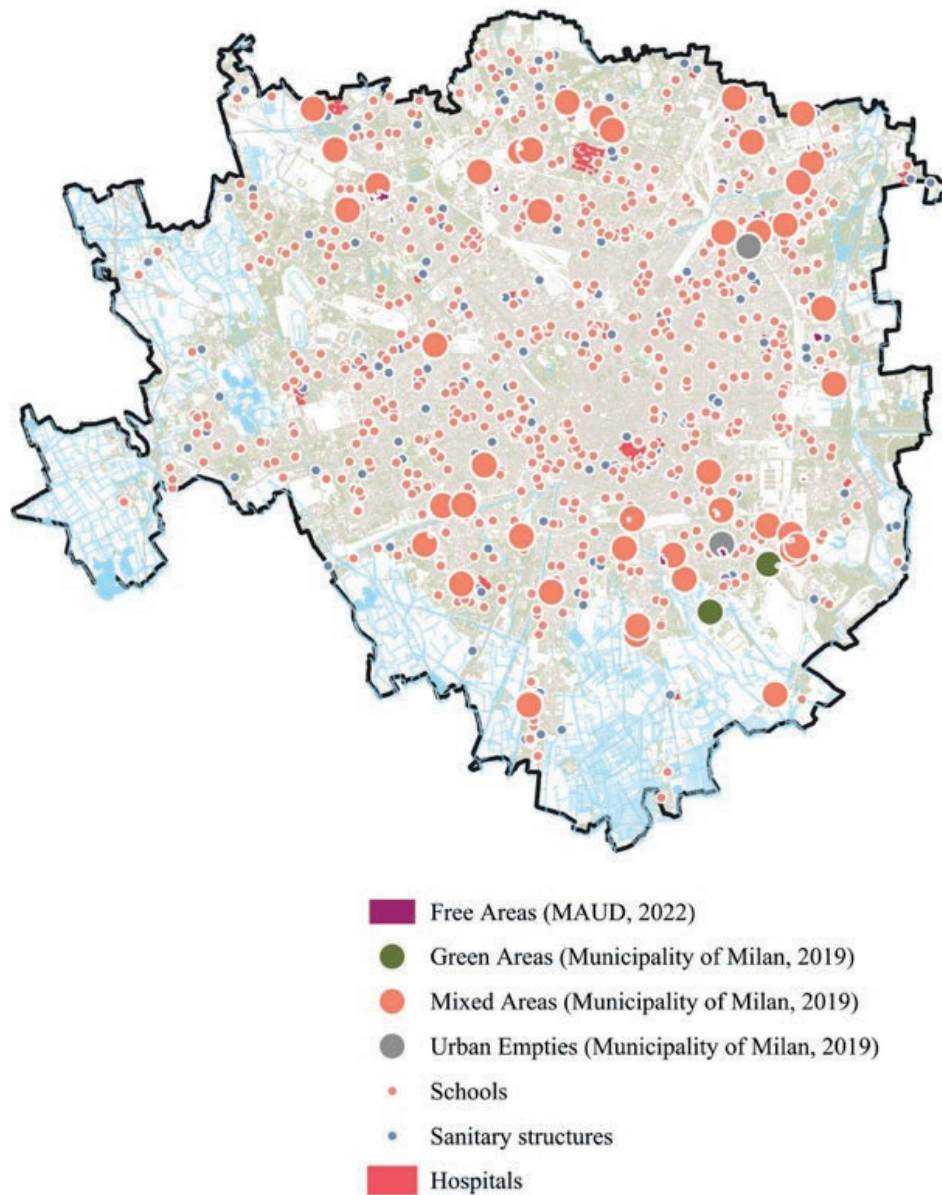 Free Areas (MAUD, 2022)
Green Areas (Municipality of Milan, 2019)
Mixed Areas (Municipality of Milan, 2019)
Urban Empties (Municipality of Milan, 2019)
Schools
Sanitary structures
Hospitals